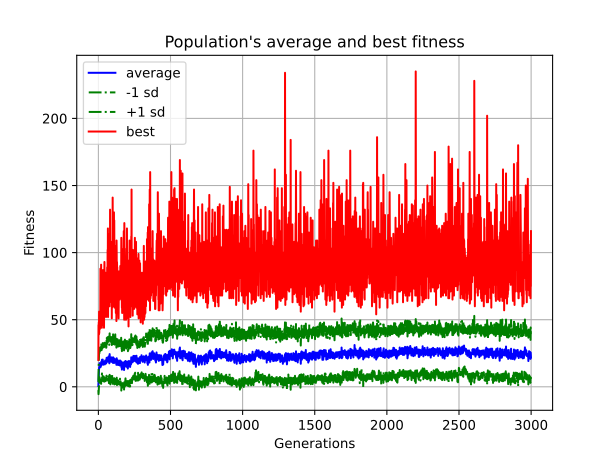 Population's average and best fitness
average
-1 sd
+1 sd
best
Fitness
200
150
100
50
0
0 500 1000 1500 2000 2500 3000
Generations